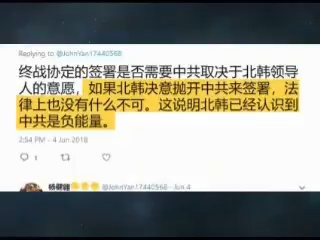 Replying to @JohnYan17440568
终战协定的签署是否需要中共取决于北韩领导
人的意愿，如果北韩决意抛开中共来签署，法
律上也没有什么不可。这说明北韩已经认识到
中共是负能量。
2:54 PM - 4 Jun 2018
@JohnYan17440568 · Jun 4